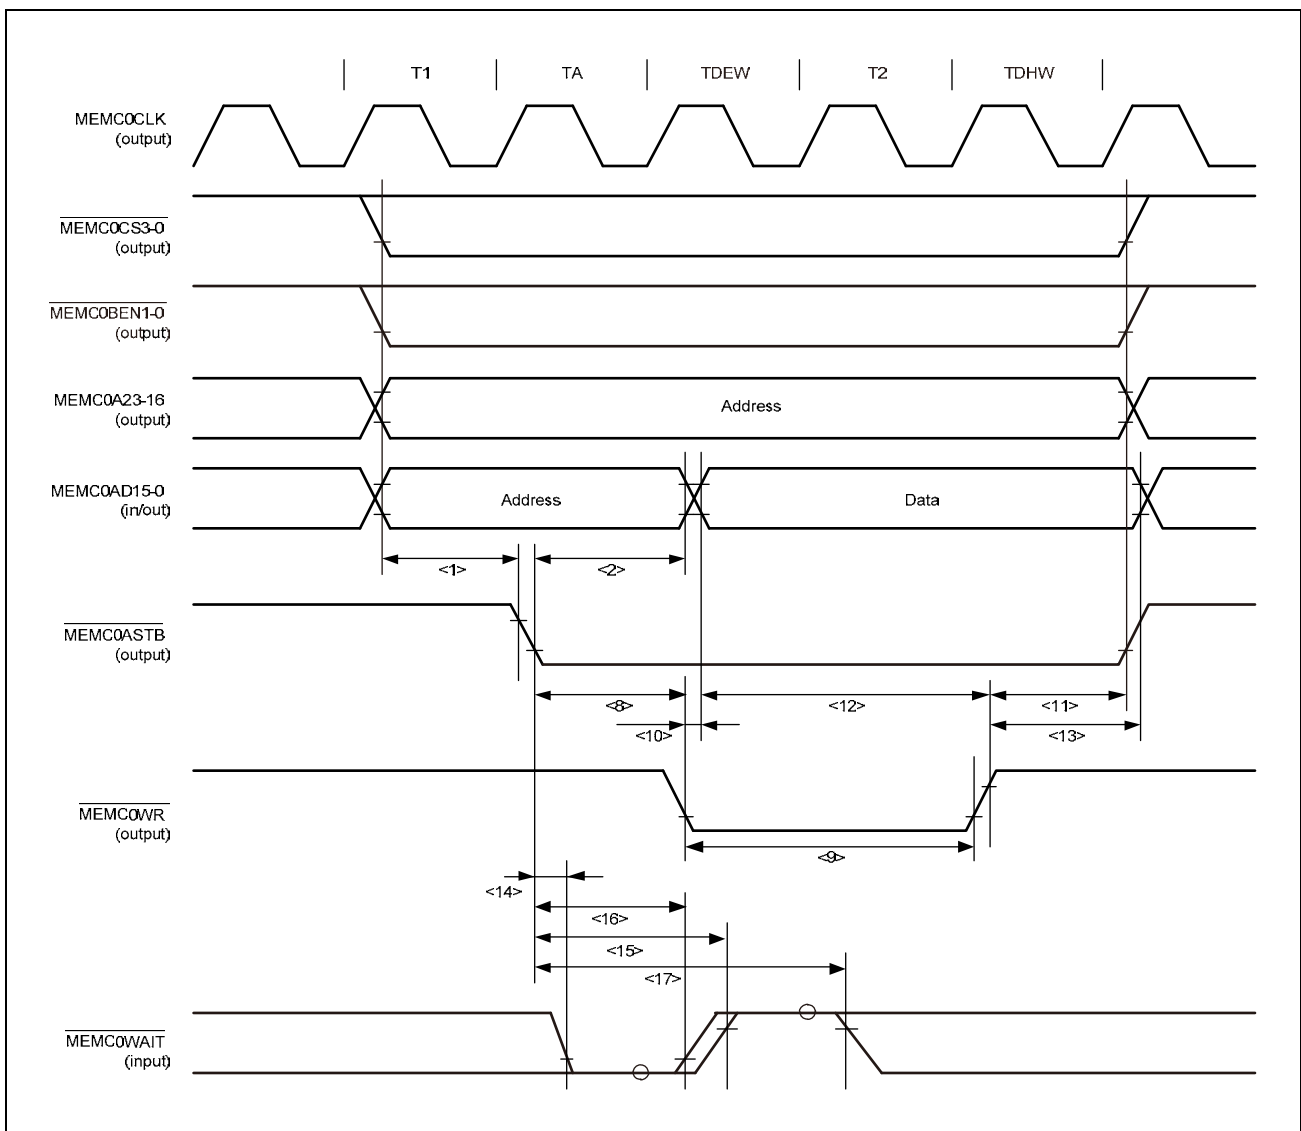 T1 TA TDEW T2 TDHW
MEMC0CLK
(output)
MEMC0CS3-0
(output)
MEMC0BEN1-0
(output)
MEMC0A23-16
(output)
Address
MEMC0AD15-0
(in/out)
Address Data
<1> <2>
MEMC0ASTB
(output)
<8> <12> <11>
<10> <13>
MEMC0WR
(output)
<9>
<14>
<16>
<15>
<17>
MEMC0WAIT
(input)